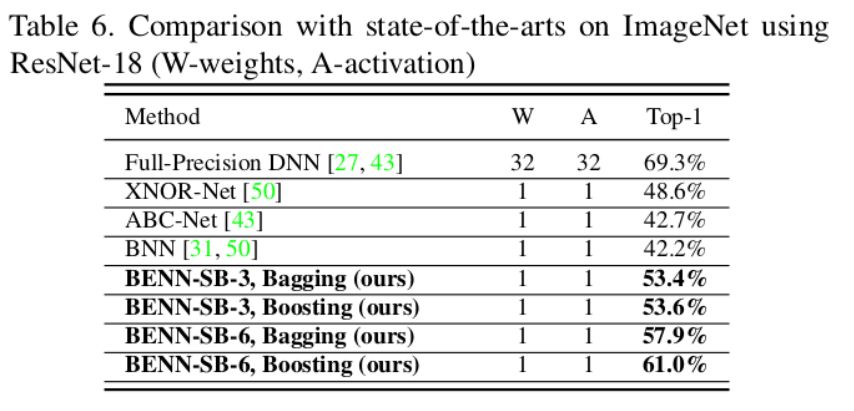 Table 6. Comparison with state-of-the-arts on ImageNet using
ResNet-18 (W-weights, A-activation)
Method W A Top-1
Full-Precision DNN [27, 43] 32 32 69.3%
XNOR-Net [50] 1 1 48.6%
ABC-Net [43] 1 1 42.7%
BNN [31, 50] 1 1 42.2%
BENN-SB-3, Bagging (ours) 1 1 53.4%
BENN-SB-3, Boosting (ours) 1 1 53.6%
BENN-SB-6, Bagging (ours) 1 1 57.9%
BENN-SB-6, Boosting (ours) 1 1 61.0%